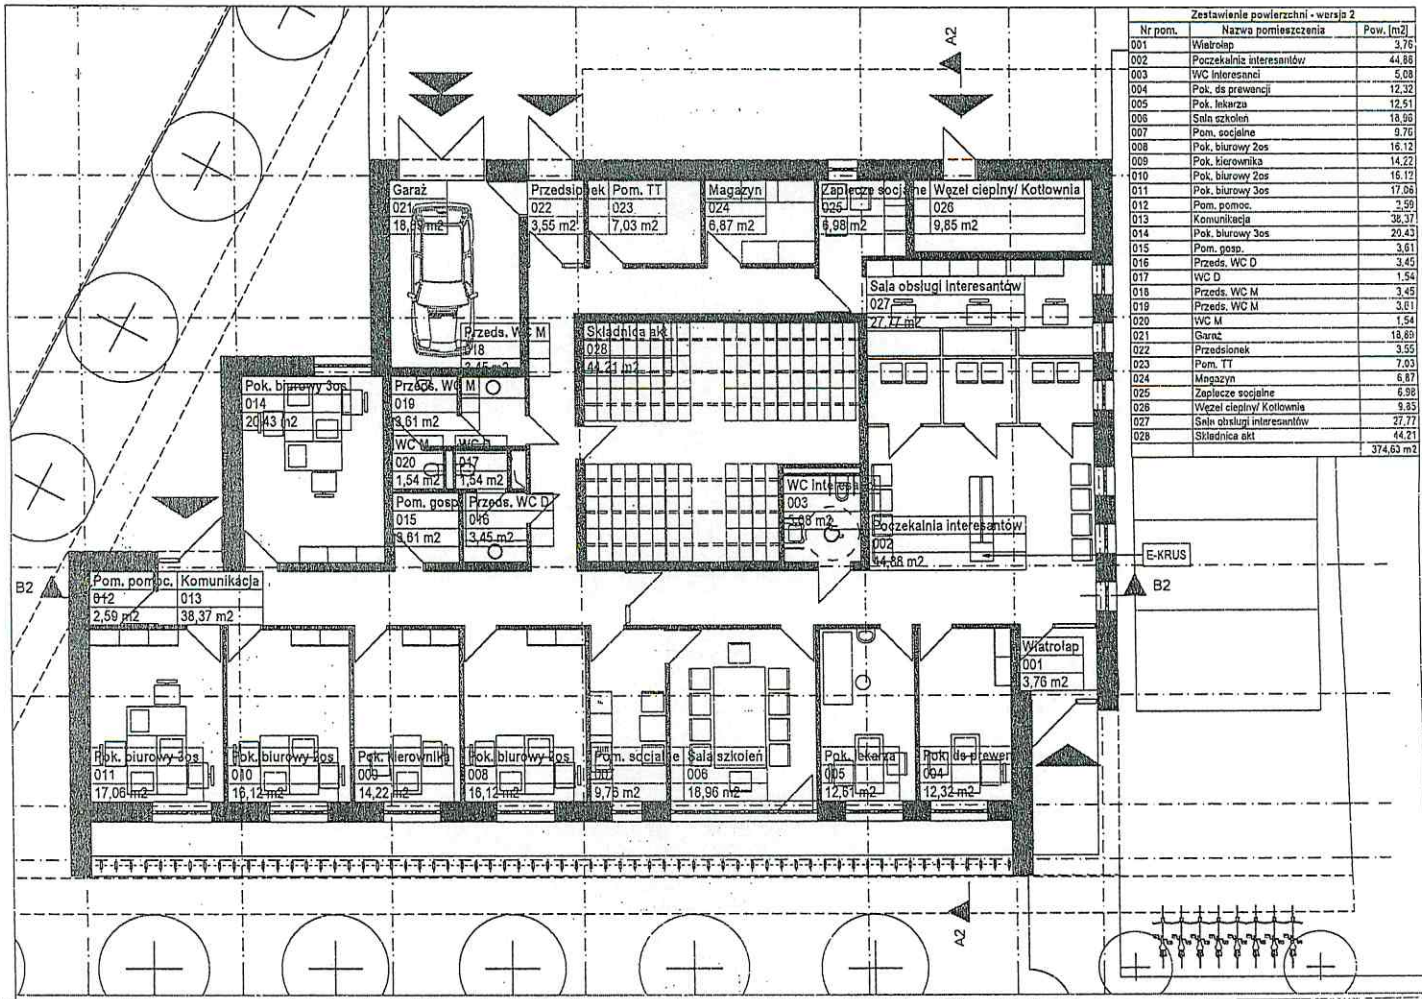 Zestawienie powierzchni - wersja 2
Nr pom. Nazwa pomieszczenia Pow. [m2]
001 Wiatrołap 3,76
002 Poczekalnia interesantów 44,88
003 WC Interesanci 5,08
004 Pok. ds prewencji 12,32
005 Pok. lekarza 12,51
006 Sala szkoleń 18,96
007 Pom. socjalne 9,76
008 Pok. biurowy 2os 16,12
009 Pok. kierownika 14,22
010 Pok. biurowy 2os 16,12
011 Pok. biurowy 3os 17,06
012 Pom. pomoc. 2,59
013 Komunikacja 38,37
014 Pok. biurowy 3os 20,43
015 Pom. gosp. 3,61
016 Przeds. WC D 3,45
017 WC D 1,54
018 Przeds. WC M 3,45
019 Przeds. WC M 3,61
020 WC M 1,54
021 Garaż 18,89
022 Przedsionek 3,55
023 Pom. TT 7,03
024 Magazyn 6,87
025 Zaplecze socjalne 6,98
026 Węzeł cieplny/ Kotłownia 9,85
027 Sala obsługi interesantów 27,77
028 Składnica akt 44,21
374,63 m2
A2
Garaż
021
18,89 m2
Przedsionek
022
3,55 m2
Pom. TT
023
7,03 m2
Magazyn
024
6,87 m2
Zaplecze socjalne
025
6,98 m2
Węzeł cieplny/ Kotłownia
026
9,85 m2
Sala obsługi interesantów
027
27,77 m2
Przeds. WC M
018
3,45 m2
Składnica akt
028
44,21 m2
Pok. biurowy 3os
014
20,43 m2
Przeds. WC M
019
3,61 m2
WC M
020
1,54 m2
WC D
017
1,54 m2
Pom. gosp.
015
3,61 m2
Przeds. WC D
016
3,45 m2
WC Interesanci
003
5,08 m2
Poczekalnia interesantów
002
44,88 m2
E-KRUS
B2
B2
Pom. pomoc.
012
2,59 m2
Komunikacja
013
38,37 m2
Wiatrołap
001
3,76 m2
Pok. biurowy 3os
011
17,06 m2
Pok. biurowy 2os
010
16,12 m2
Pok. kierownika
009
14,22 m2
Pok. biurowy 2os
008
16,12 m2
Pom. socjalne
007
9,76 m2
Sala szkoleń
006
18,96 m2
Pok. lekarza
005
12,51 m2
Pok. ds prewen
004
12,32 m2
A2